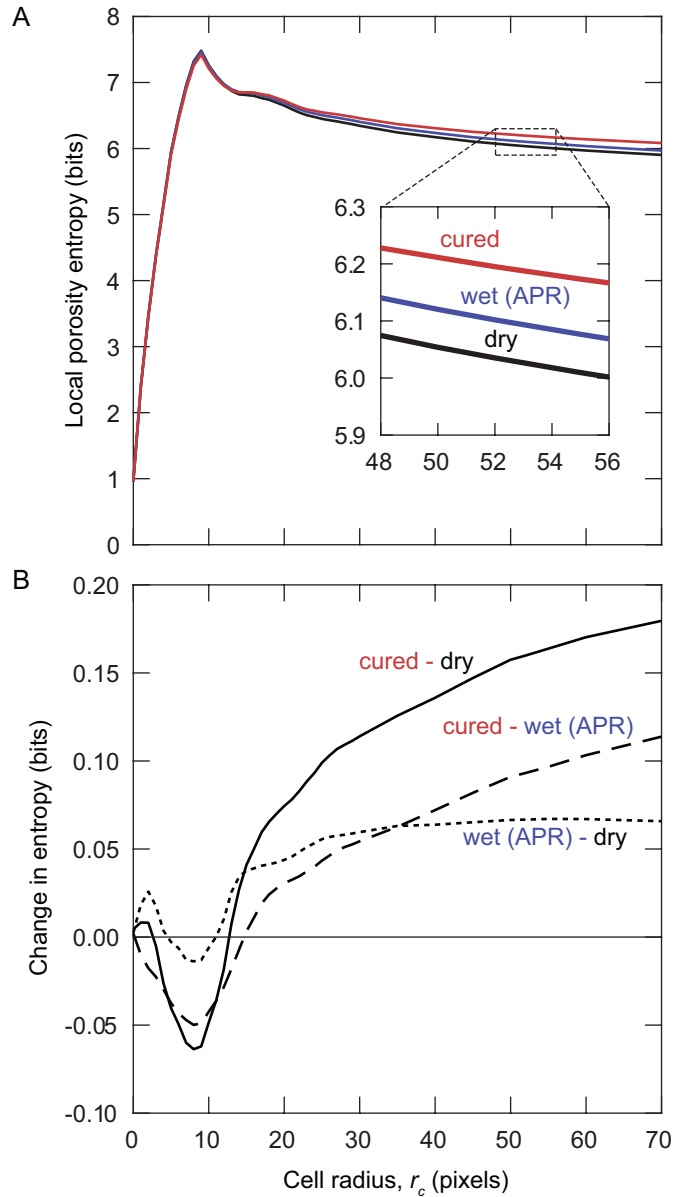 A
8
7
6
5
4
3
2
1
0
Local porosity entropy (bits)
6.3
6.2
6.1
6.0
5.9
48 50 52 54 56
cured
wet (APR)
dry
B
0.20
0.15
0.10
0.05
0.00
-0.05
-0.10
Change in entropy (bits)
cured - dry
cured - wet (APR)
wet (APR) - dry
0 10 20 30 40 50 60 70
Cell radius, r_c (pixels)